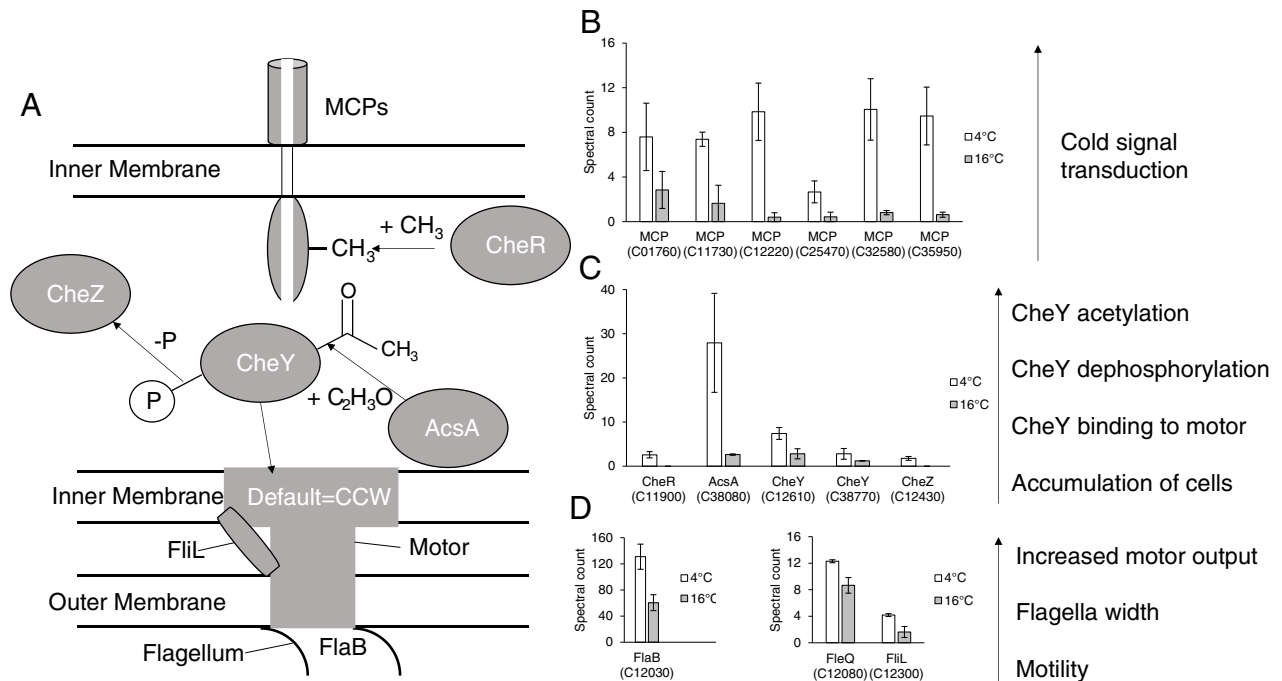 A
MCPs
Inner Membrane
+ CH3
CH3
CheR
CheZ
-P
O
CheY
CH3
P
+ C2H3O
AcsA
Inner Membrane
Default=CCW
FliL
Motor
Outer Membrane
Flagellum
FlaB
B
Spectral count
16
12
8
4
0
MCP MCP MCP MCP MCP MCP
(C01760) (C11730) (C12220) (C25470) (C32580) (C35950)
4°C
16°C
Cold signal
transduction
C
Spectral count
40
30
20
10
0
CheR AcsA CheY CheY CheZ
(C11900) (C38080) (C12610) (C38770) (C12430)
4°C
16°C
CheY acetylation
CheY dephosphorylation
CheY binding to motor
Accumulation of cells
D
Spectral count
160
120
80
40
0
FlaB
(C12030)
4°C
16°C
Spectral count
16
12
8
4
0
FleQ FliL
(C12080) (C12300)
4°C
16°C
Increased motor output
Flagella width
Motility